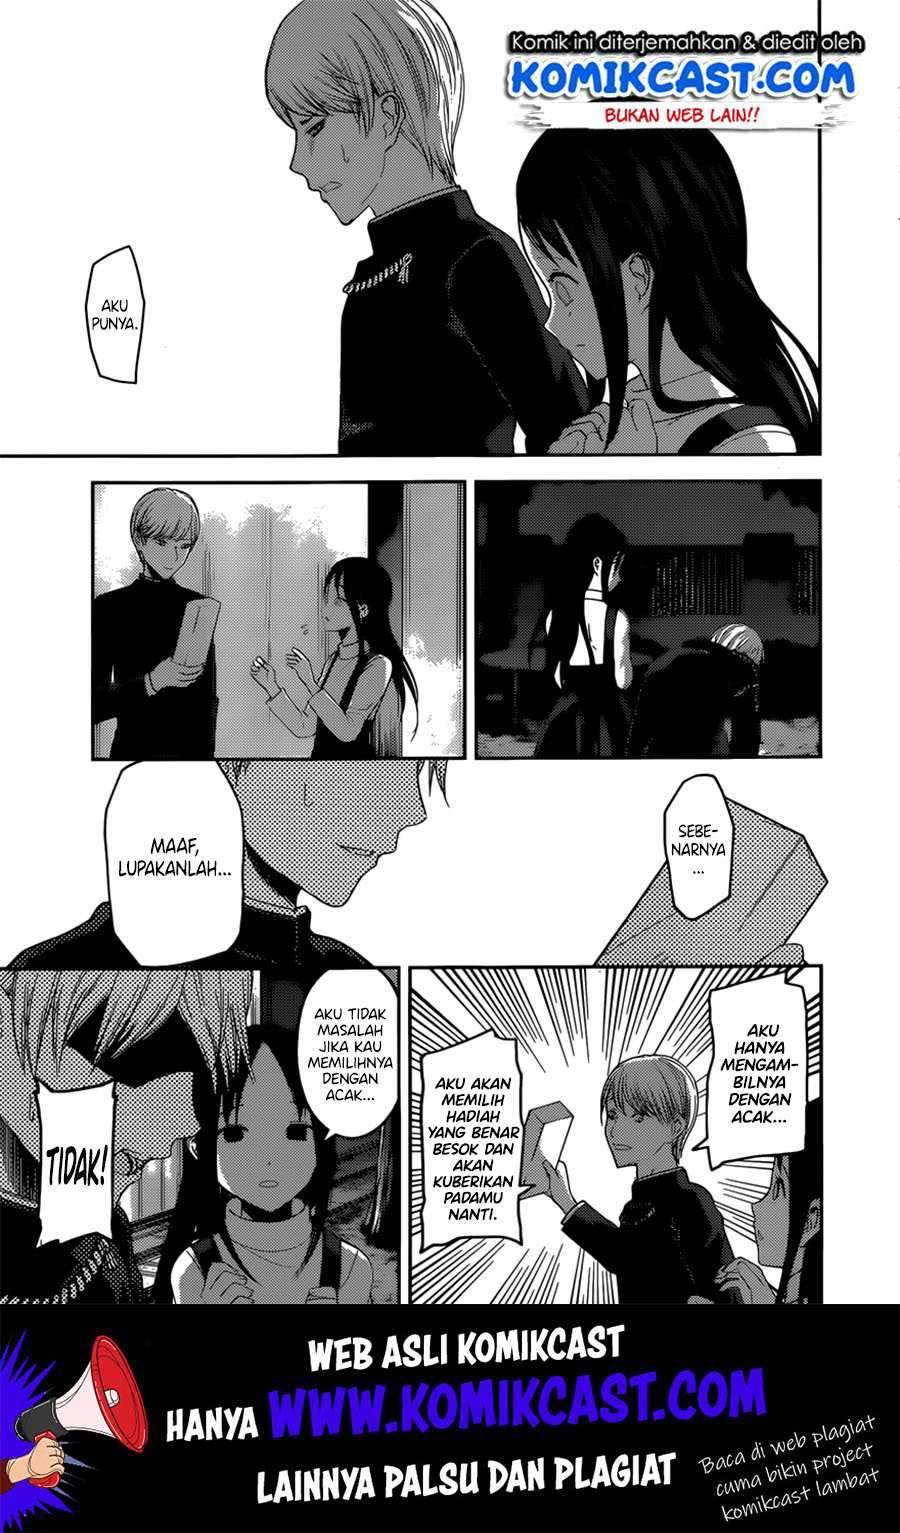 Komik ini diterjemahkan & diedit oleh
KOMIKCAST.COM
BUKAN WEB LAIN!!
AKU
PUNYA.
SEBE-
NARNYA
...
MAAF,
LUPAKANLAH...
AKU
HANYA
MENGAM-
BILNYA
DENGAN
ACAK...
AKU AKAN
MEMILIH
HADIAH
YANG BENAR
BESOK DAN
AKAN
KUBERIKAN
PADAMU
NANTI.
AKU TIDAK
MASALAH
JIKA KAU
MEMILIHNYA
DENGAN
ACAK...
TIDAK!
WEB ASLI KOMIKCAST
HANYA WWW.KOMIKCAST.COM
LAINNYA PALSU DAN PLAGIAT
Baca di web plagiat
cuma bikin project
komikcast lambat